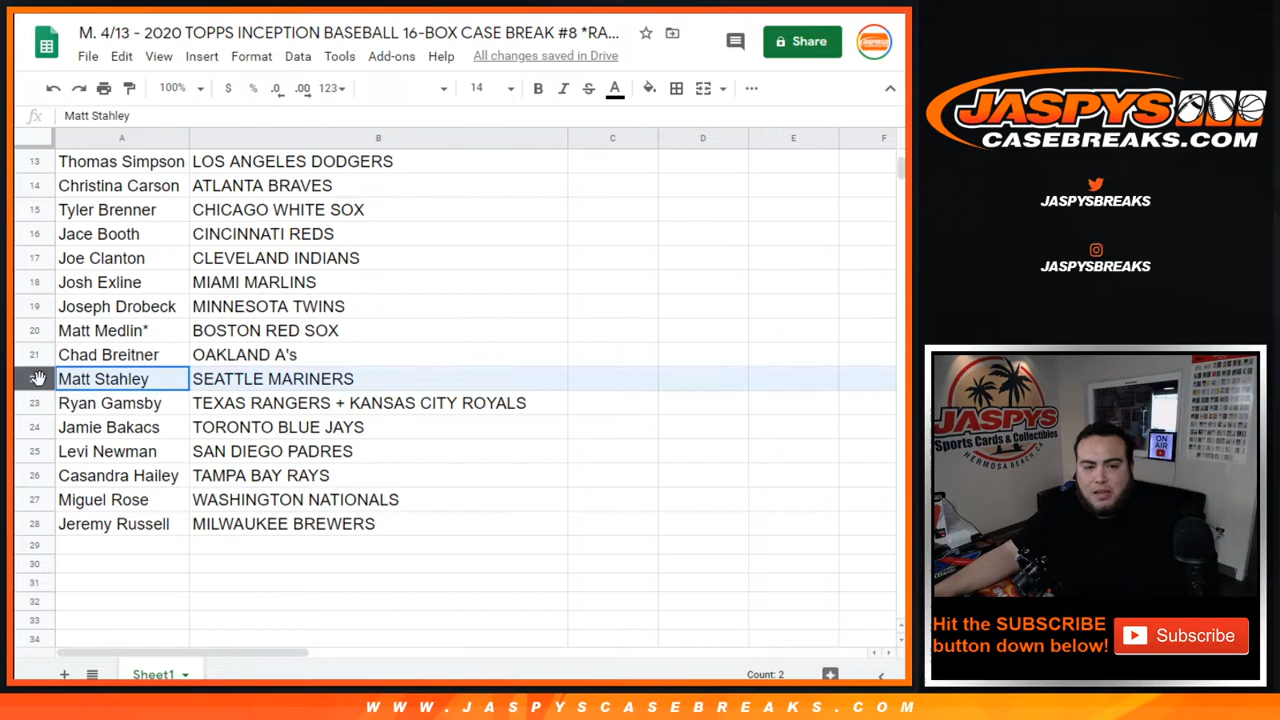 M. 4/13 - 2020 TOPPS INCEPTION BASEBALL 16-BOX CASE BREAK #8 *RA...
File Edit View Insert Format Data Tools Add-ons Help All changes saved in Drive
Share
100% $ % .0 .00 123 14 B I S A
fx Matt Stahley
A B C D E F
13 Thomas Simpson LOS ANGELES DODGERS
14 Christina Carson ATLANTA BRAVES
15 Tyler Brenner CHICAGO WHITE SOX
16 Jace Booth CINCINNATI REDS
17 Joe Clanton CLEVELAND INDIANS
18 Josh Exline MIAMI MARLINS
19 Joseph Drobeck MINNESOTA TWINS
20 Matt Medlin* BOSTON RED SOX
21 Chad Breitner OAKLAND A's
Matt Stahley SEATTLE MARINERS
23 Ryan Gamsby TEXAS RANGERS + KANSAS CITY ROYALS
24 Jamie Bakacs TORONTO BLUE JAYS
25 Levi Newman SAN DIEGO PADRES
26 Casandra Hailey TAMPA BAY RAYS
27 Miguel Rose WASHINGTON NATIONALS
28 Jeremy Russell MILWAUKEE BREWERS
29
30
31
32
33
34
Sheet1
Count: 2
JASPYS
CASEBREAKS.COM
JASPYSBREAKS
JASPYSBREAKS
JASPYS
Sports Cards & Collectibles
HERMOSA BEACH, CA
ON AIR
Hit the SUBSCRIBE
button down below!
Subscribe
WWW.JASPYSCASEBREAKS.COM